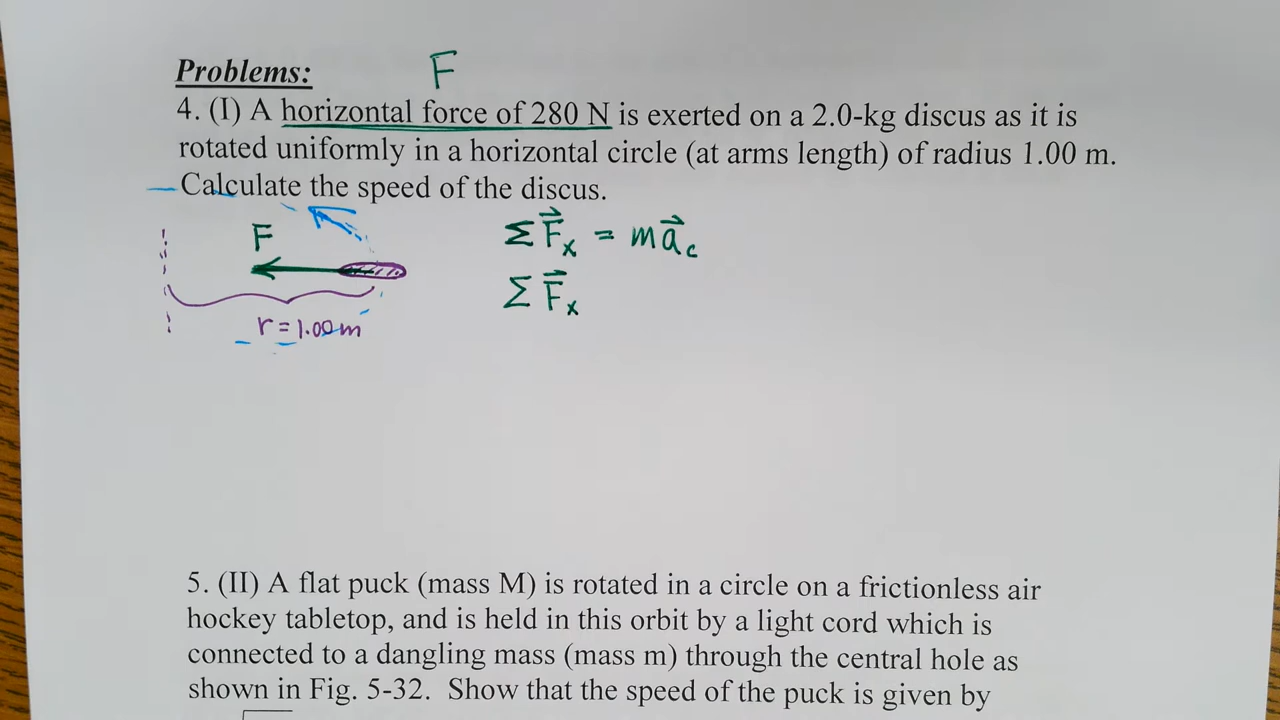 Problems:
F
4. (I) A horizontal force of 280 N is exerted on a 2.0-kg discus as it is
rotated uniformly in a horizontal circle (at arms length) of radius 1.00 m.
Calculate the speed of the discus.
F
r = 1.00 m
Σ F⃗ₓ = m a⃗_c
Σ F⃗ₓ
5. (II) A flat puck (mass M) is rotated in a circle on a frictionless air
hockey tabletop, and is held in this orbit by a light cord which is
connected to a dangling mass (mass m) through the central hole as
shown in Fig. 5-32. Show that the speed of the puck is given by